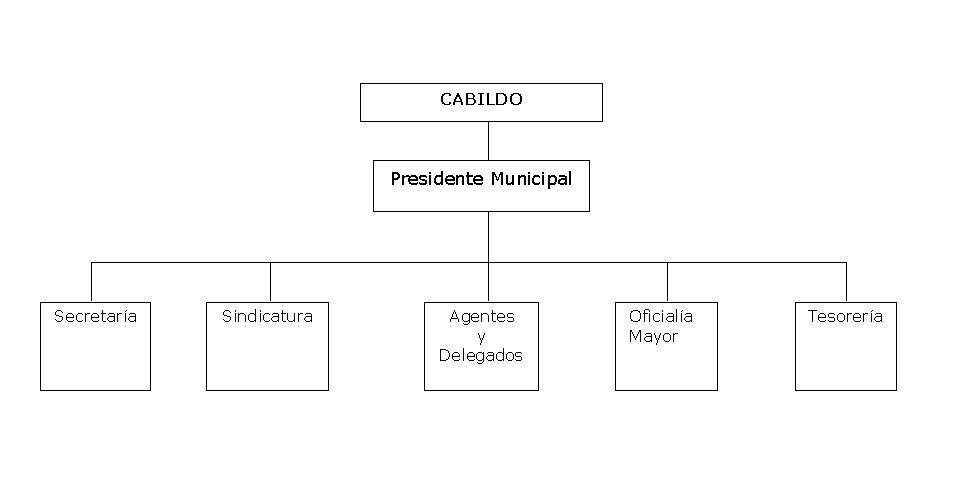 CABILDO
Presidente Municipal
Secretaría
Sindicatura
Agentes
y
Delegados
Oficialía
Mayor
Tesorería